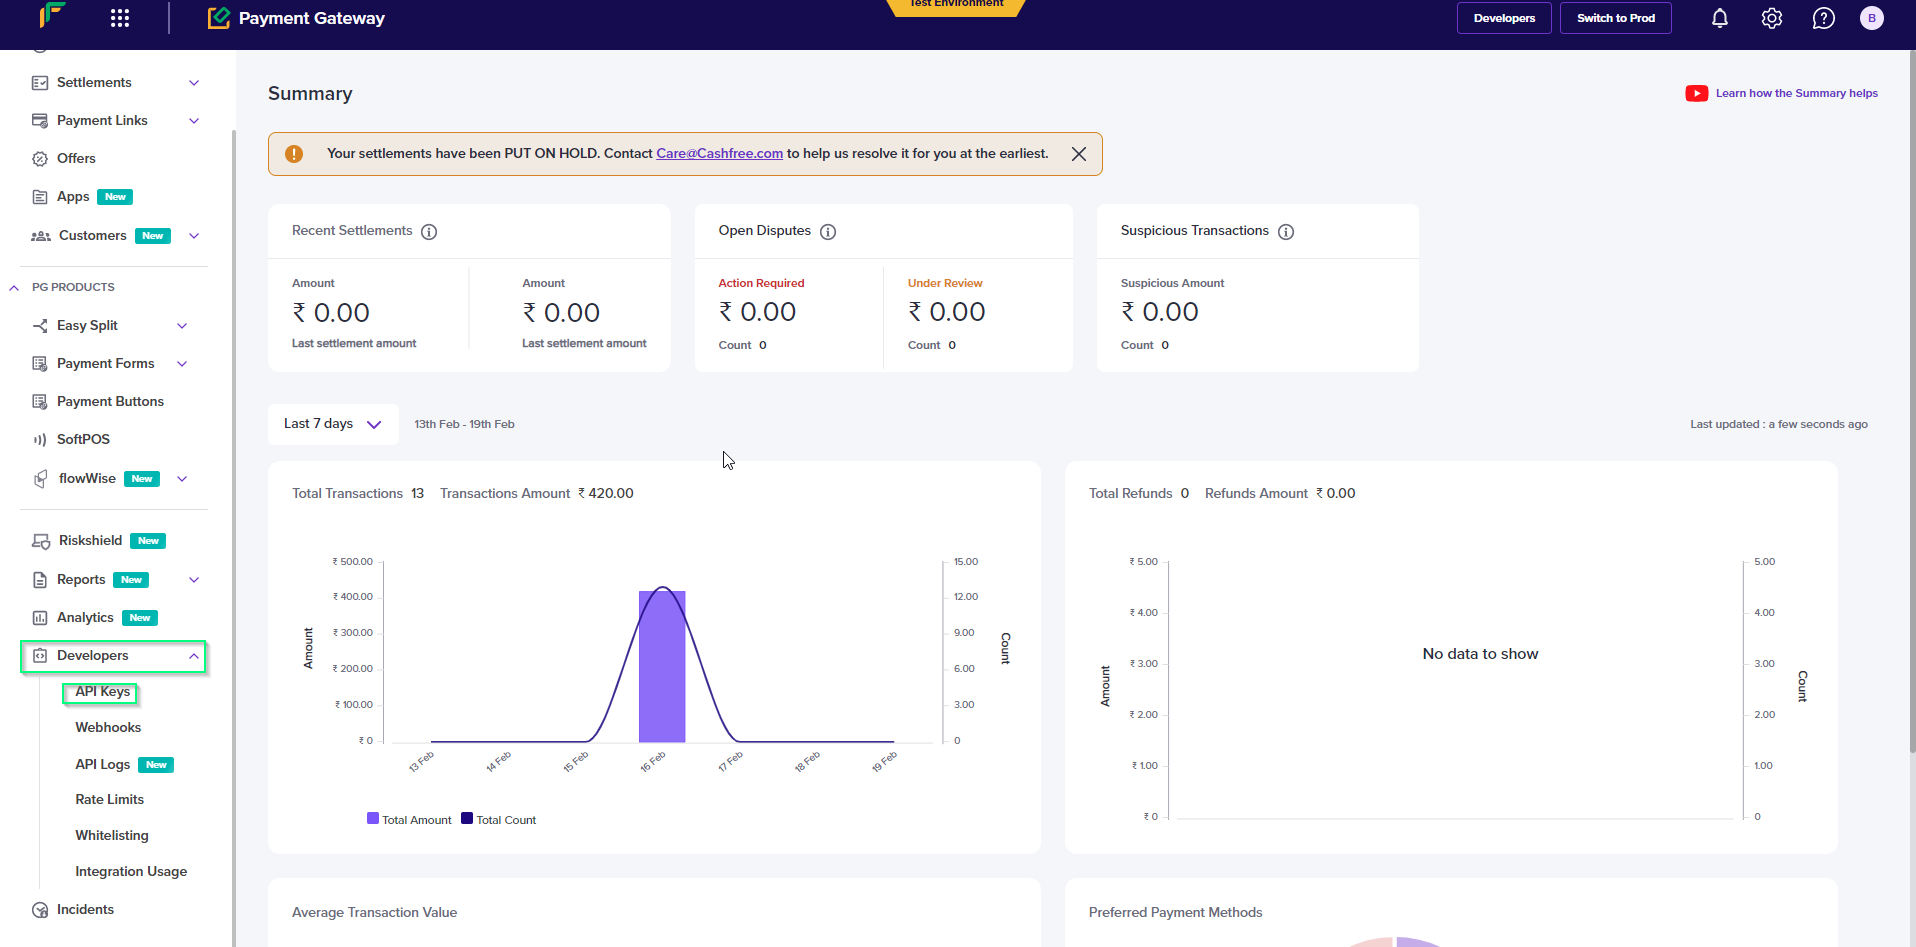 Payment Gateway
Test Environment
Developers
Switch to Prod
B
Settlements
Payment Links
Offers
Apps New
Customers New
PG PRODUCTS
Easy Split
Payment Forms
Payment Buttons
SoftPOS
flowWise New
Riskshield New
Reports New
Analytics New
Developers
API Keys
Webhooks
API Logs New
Rate Limits
Whitelisting
Integration Usage
Incidents
Summary
Learn how the Summary helps
Your settlements have been PUT ON HOLD. Contact Care@Cashfree.com to help us resolve it for you at the earliest.
Recent Settlements
Amount
₹ 0.00
Last settlement amount
Amount
₹ 0.00
Last settlement amount
Open Disputes
Action Required
₹ 0.00
Count 0
Under Review
₹ 0.00
Count 0
Suspicious Transactions
Suspicious Amount
₹ 0.00
Count 0
Last 7 days
13th Feb - 19th Feb
Last updated : a few seconds ago
Total Transactions 13 Transactions Amount ₹ 420.00
₹ 500.00
₹ 400.00
₹ 300.00
₹ 200.00
₹ 100.00
₹ 0
Amount
15.00
12.00
9.00
6.00
3.00
0
Count
13 Feb
14 Feb
15 Feb
16 Feb
17 Feb
18 Feb
19 Feb
Total Amount
Total Count
Total Refunds 0 Refunds Amount ₹ 0.00
₹ 5.00
₹ 4.00
₹ 3.00
₹ 2.00
₹ 1.00
₹ 0
Amount
No data to show
5.00
4.00
3.00
2.00
1.00
0
Count
Average Transaction Value
Preferred Payment Methods